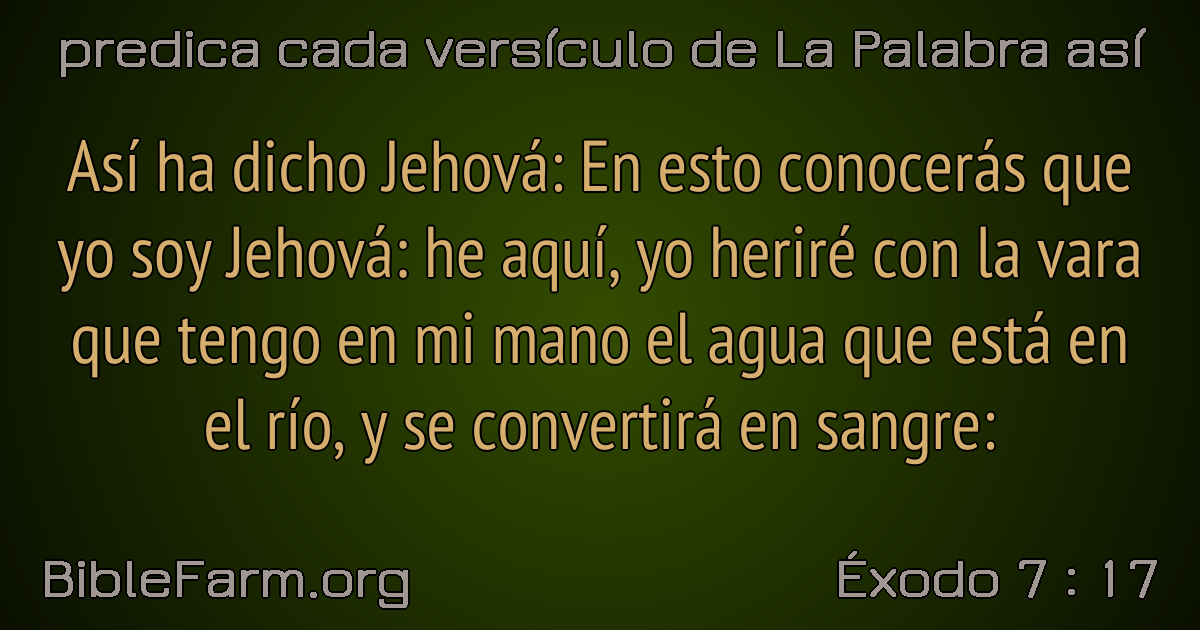 predica cada versículo de La Palabra así
Así ha dicho Jehová: En esto conocerás que
yo soy Jehová: he aquí, yo heriré con la vara
que tengo en mi mano el agua que está en
el río, y se convertirá en sangre:
BibleFarm.org
Éxodo 7 : 17